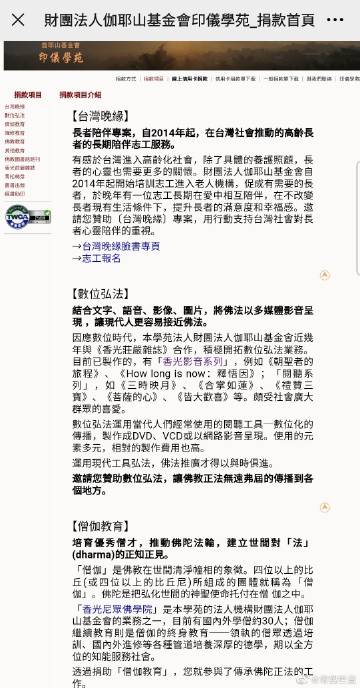 財團法人伽耶山基金會印儀學苑_捐款首頁
伽耶山基金會
印儀學苑
捐款項目
捐款項目介紹
台灣晚緣
數位弘法
僧伽教育
【台灣晚緣】
長者陪伴專案，自2014年起，在台灣社會推動的高齡長
者的長期陪伴志工服務。
有感於台灣進入高齡化社會，除了具體的養護照顧，長
者的心靈也需要更多的關懷。財團法人伽耶山基金會自
2014年起開始培訓志工進入老人機構，促成有需要的長
者，於晚年有一位志工長期在愛中相互陪伴，在不改變
長者現有生活條件下，提升長者的滿意度和幸福感。邀
請您贊助〔台灣晚緣〕專案，用行動支持台灣社會對長
者心靈陪伴的重視。
→台灣晚緣臉書專頁
→志工報名
【數位弘法】
結合文字、語音、影像、圖片，將佛法以多媒體影音呈
現，讓現代人更容易接近佛法。
因應數位時代，本學苑法人財團法人伽耶山基金會近幾
年與《香光莊嚴雜誌》合作，積極開拓數位弘法業務。
目前已製作的，有「香光影音系列」，例如《朝聖者的
旅程》、《How long is now：釋悟因》；「閱聽系
列」，如《三時映月》、《合掌如蓮》、《禮贊三
寶》、《菩薩的心》、《皆大歡喜》等。頗受社會廣大
群眾的喜愛。
數位弘法運用當代人們經常使用的閱聽工具─數位化的
傳播，製作成DVD、VCD或以網路影音呈現。使用的元
素多元，相對的製作費用也高。
運用現代工具弘法，佛法推廣才得以與時俱進。
邀請您贊助數位弘法，讓佛教正法無遠弗屆的傳播到各
個地方。
【僧伽教育】
培育優秀僧才，推動佛陀法輪，建立世間對「法」
(dharma)的正知正見。
「僧伽」是佛教在世間清淨幢相的象徵。四位以上的比
丘(或四位以上的比丘尼)所組成的團體就稱為「僧
伽」。佛陀是把弘化世間的神聖使命托付在僧 伽之中。
「香光尼眾佛學院」是本學苑的法人機構財團法人伽耶
山基金會的業務之一，目前有國內外學僧約30人；僧伽
繼續教育則是僧伽的終身教育──領執的僧眾透過培
訓、國內外進修等各種管道培養深厚的德學，期以全方
位的知能服務社會。
透過捐助「僧伽教育」，您就參與了傳承佛陀正法的工
作。